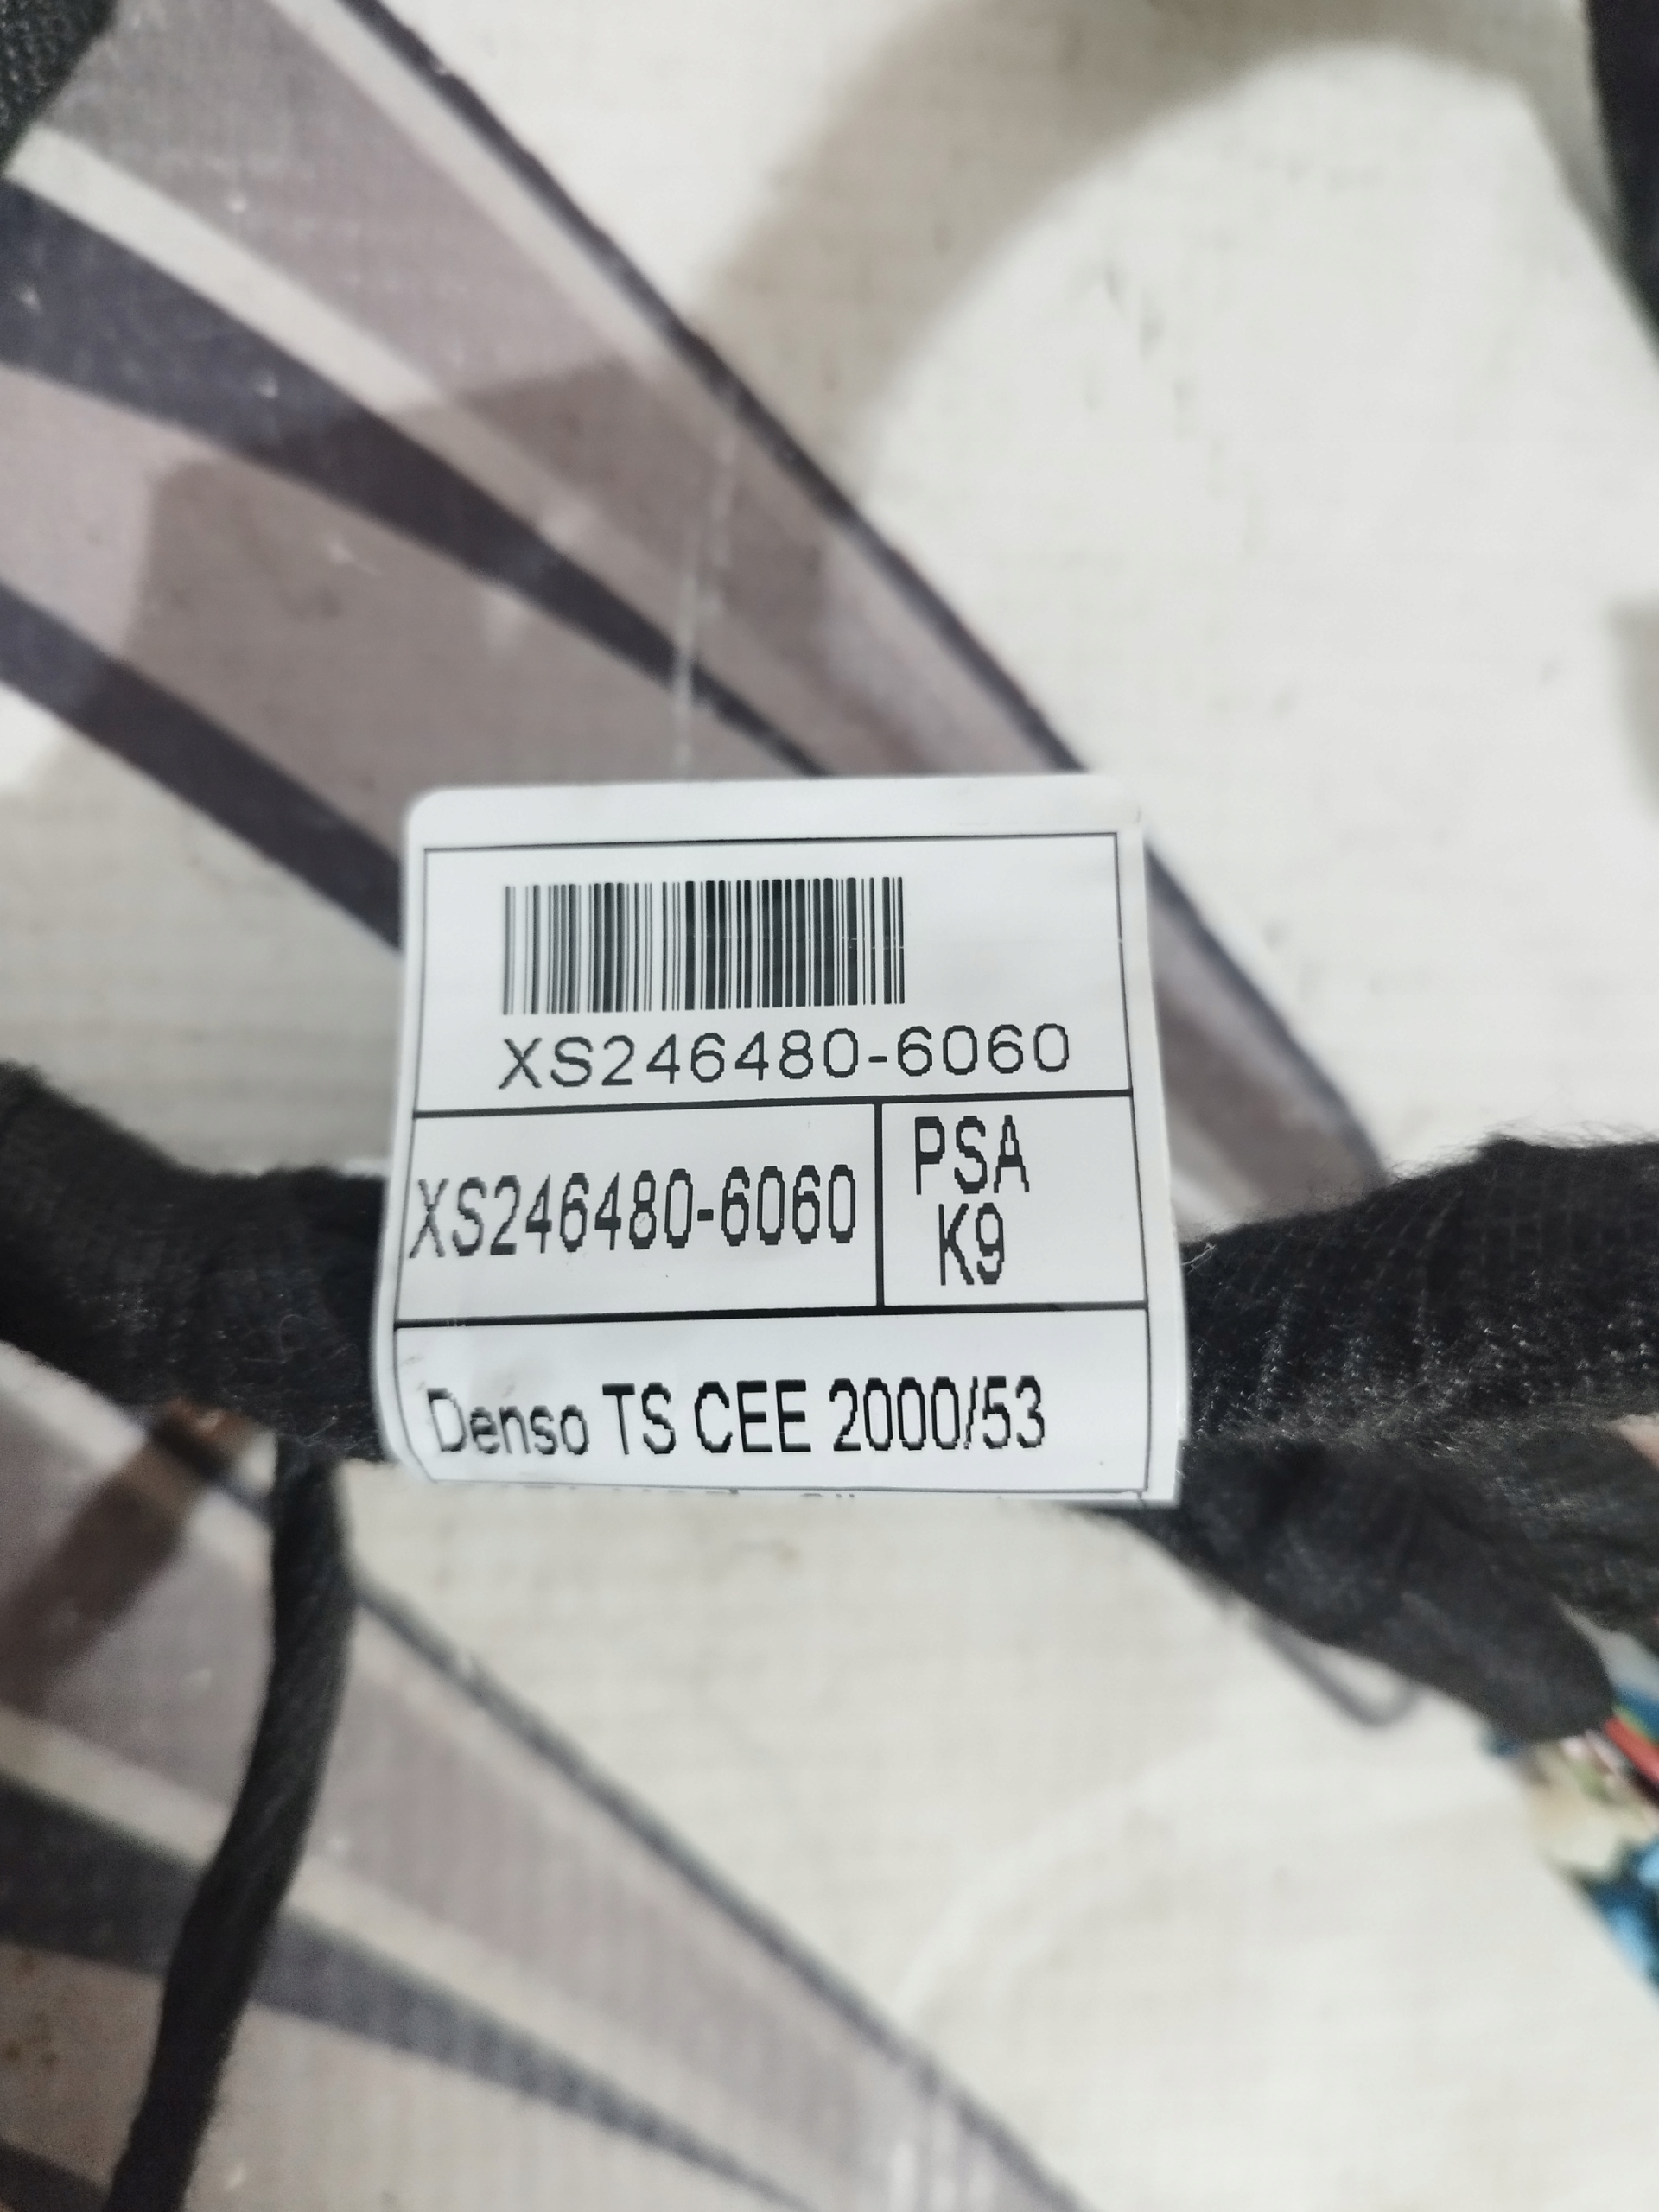 XS246480-6060
XS246480-6060
PSA
K9
Denso TS CEE 2000/53